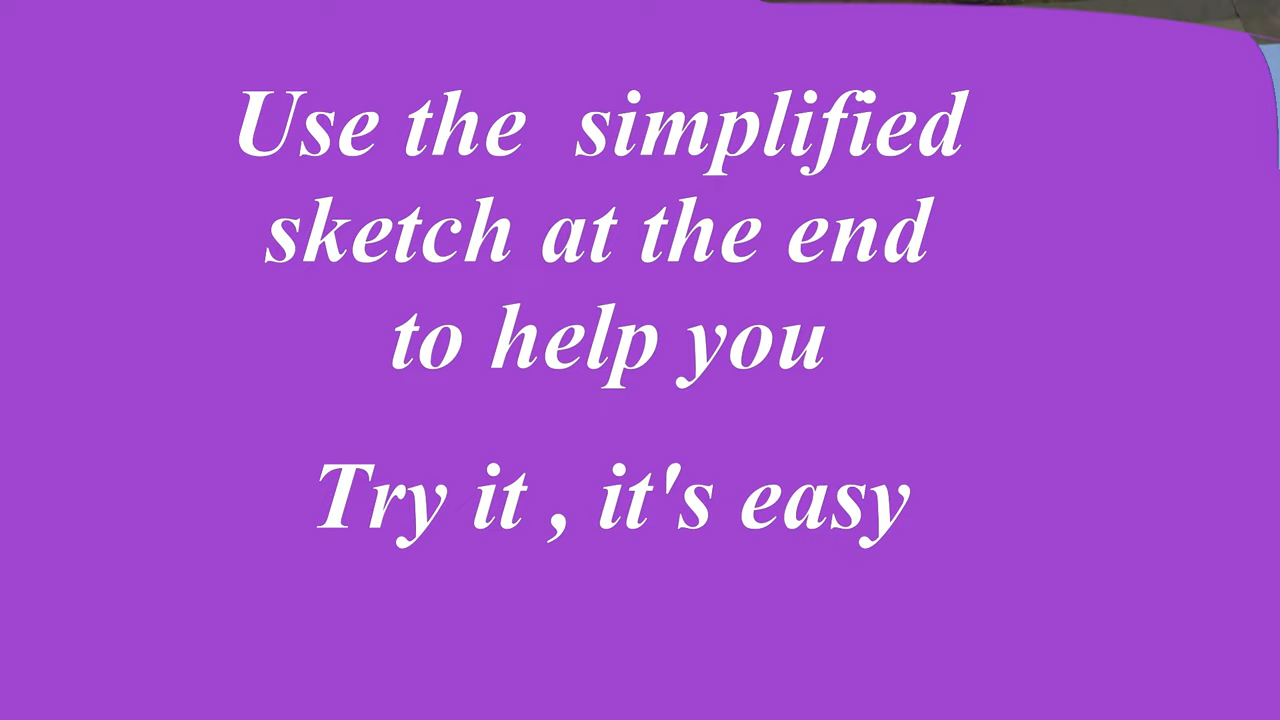 Use the simplified
sketch at the end
to help you
Try it , it's easy